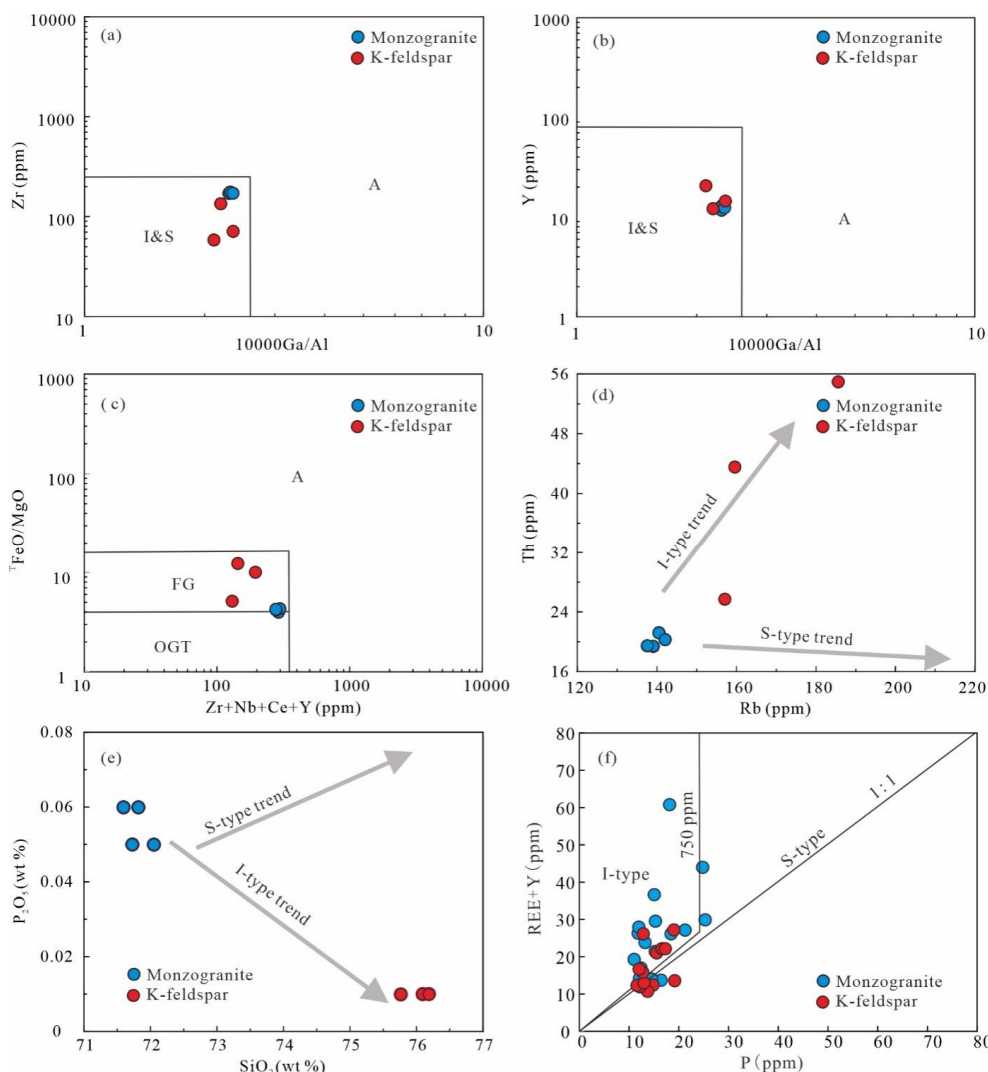 (a)
Monzogranite
K-feldspar
10000
1000
100
10
Zr (ppm)
I&S
A
1
10
10000Ga/Al
(b)
Monzogranite
K-feldspar
1000
100
10
1
Y (ppm)
I&S
A
1
10
10000Ga/Al
(c)
Monzogranite
K-feldspar
1000
100
10
1
TFeO/MgO
A
FG
OGT
10
100
1000
10000
Zr+Nb+Ce+Y (ppm)
(d)
Monzogranite
K-feldspar
56
48
40
32
24
16
Th (ppm)
I-type trend
S-type trend
120
140
160
180
200
220
Rb (ppm)
(e)
0.08
0.06
0.04
0.02
0
P2O5 (wt %)
S-type trend
I-type trend
Monzogranite
K-feldspar
71
72
73
74
75
76
77
SiO2 (wt %)
(f)
80
70
60
50
40
30
20
10
0
REE+Y (ppm)
I-type
750 ppm
1:1
S-type
Monzogranite
K-feldspar
0
10
20
30
40
50
60
70
80
P (ppm)